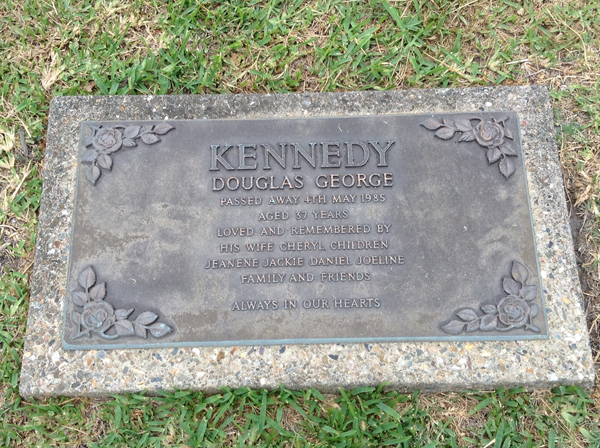 KENNEDY
DOUGLAS GEORGE
PASSED AWAY 4TH MAY 1985
AGED 37 YEARS
LOVED AND REMEMBERED BY
HIS WIFE CHERYL, CHILDREN
JEANENE JACKIE DANIEL JOELINE
FAMILY AND FRIENDS
ALWAYS IN OUR HEARTS